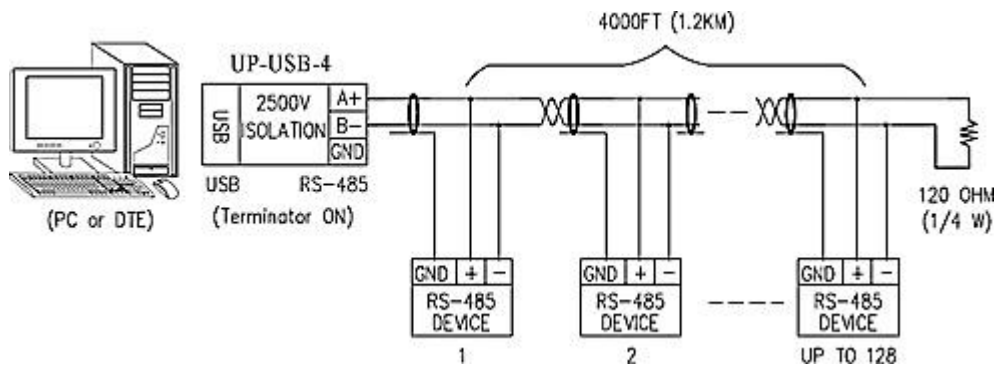 4000FT (1.2KM)
UP-USB-4
USB
2500V
ISOLATION
A+
B-
GND
USB RS-485
(Terminator ON)
(PC or DTE)
120 OHM
(1/4 W)
GND + -
RS-485
DEVICE
1
GND + -
RS-485
DEVICE
2
GND + -
RS-485
DEVICE
UP TO 128